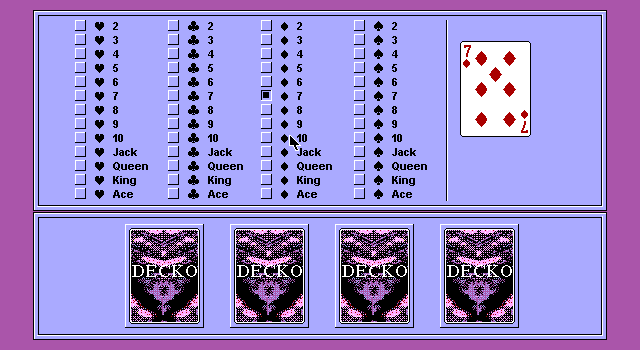 2 2 2 2
3 3 3 3
4 4 4 4
5 5 5 5
6 6 6 6
7 7 7 7
8 8 8 8
9 9 9 9
10 10 10 10
Jack Jack Jack Jack
Queen Queen Queen Queen
King King King King
Ace Ace Ace Ace
7
7
DECKO DECKO DECKO DECKO